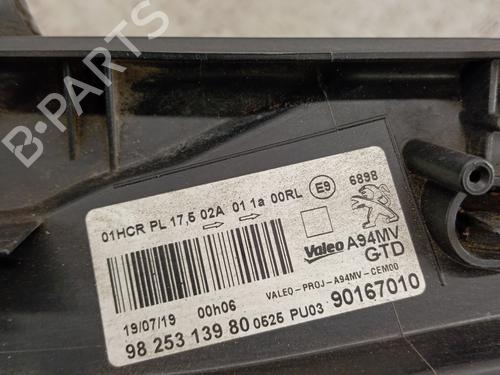 B-PARTS
01HCR PL 17,5 02A 01 1a 00RL E9 6898
Valeo A94MV
GTD
19/07/19 00h06 VALEO-PROJ-A94MV-CEM00
98 253 139 80 0525 PU03 90167010